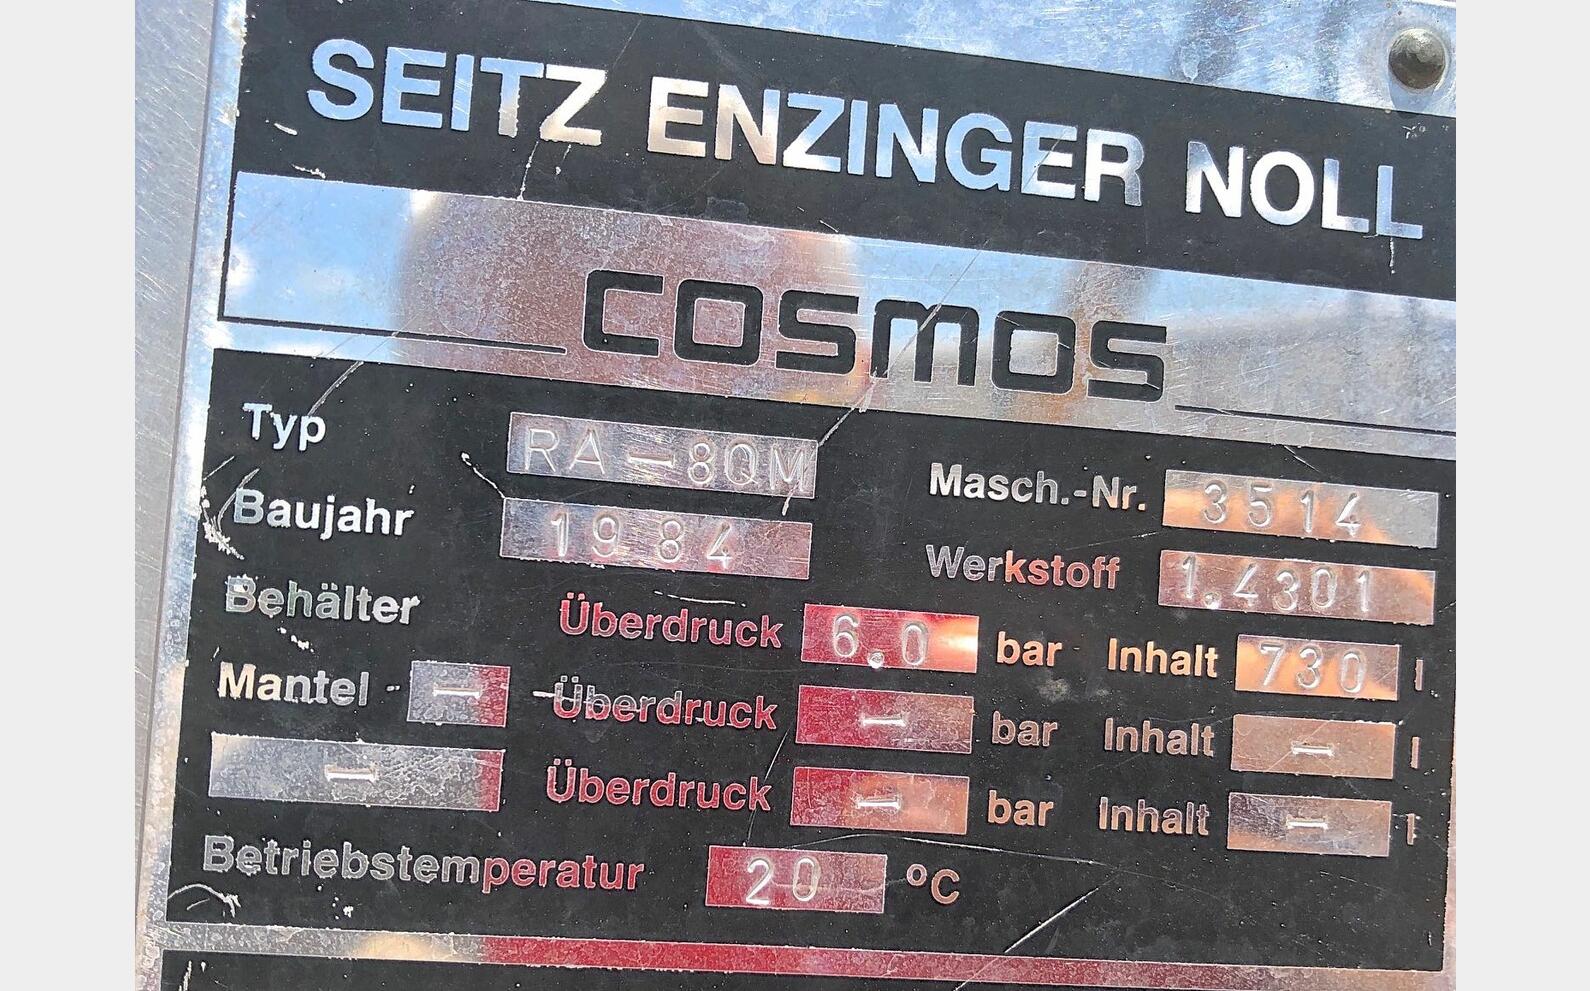 SEITZ ENZINGER NOLL
COSMOS
Typ RA-80M Masch.-Nr. 3514
Baujahr 1984 Werkstoff 1.4301
Behälter Überdruck 6.0 bar Inhalt 730 l
Mantel - Überdruck - bar Inhalt - l
- Überdruck - bar Inhalt - l
Betriebstemperatur 20 °C